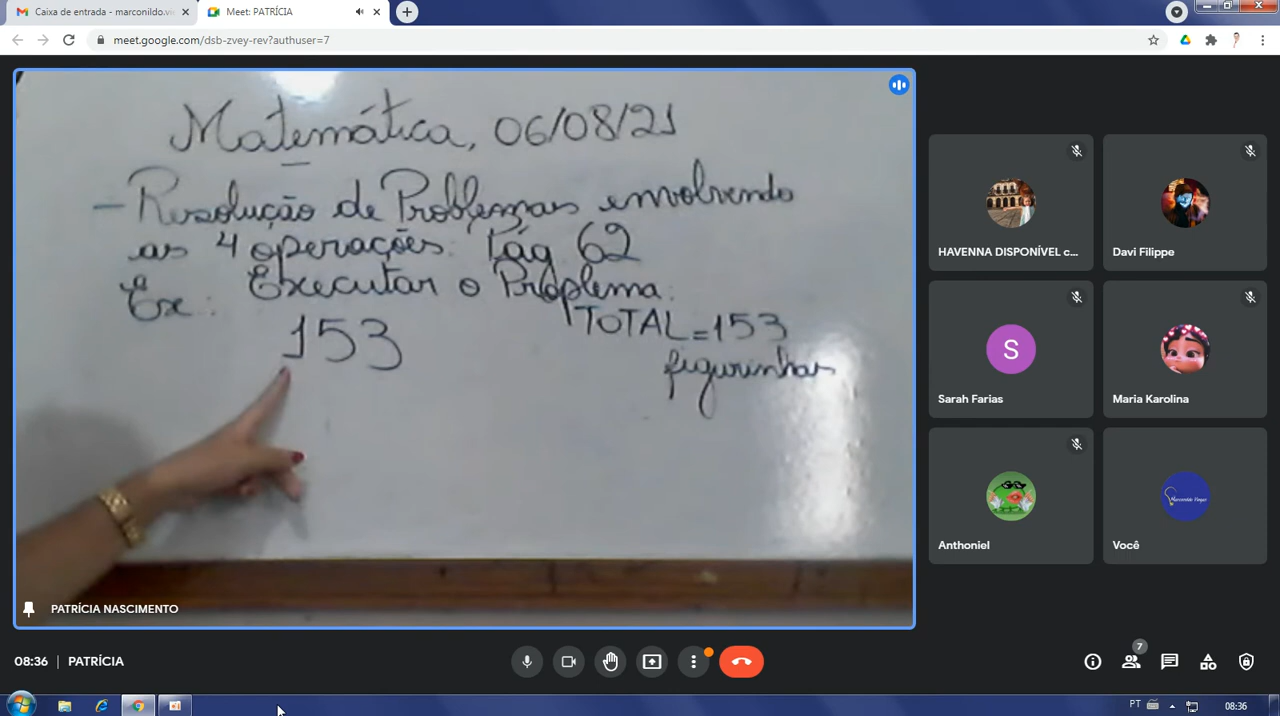 Caixa de entrada - marconildo.vie
Meet: PATRÍCIA
meet.google.com/dsb-zvey-rev?authuser=7
Matemática, 06/08/21
- Resolução de Problemas envolvendo
as 4 operações. Pág 62
Ex: Executar o Problema:
153
TOTAL=153
figurinhas
HAVENNA DISPONÍVEL c...
Davi Filippe
S
Sarah Farias
Maria Karolina
Anthoniel
Você
PATRÍCIA NASCIMENTO
08:36 | PATRÍCIA
7
PT
08:36